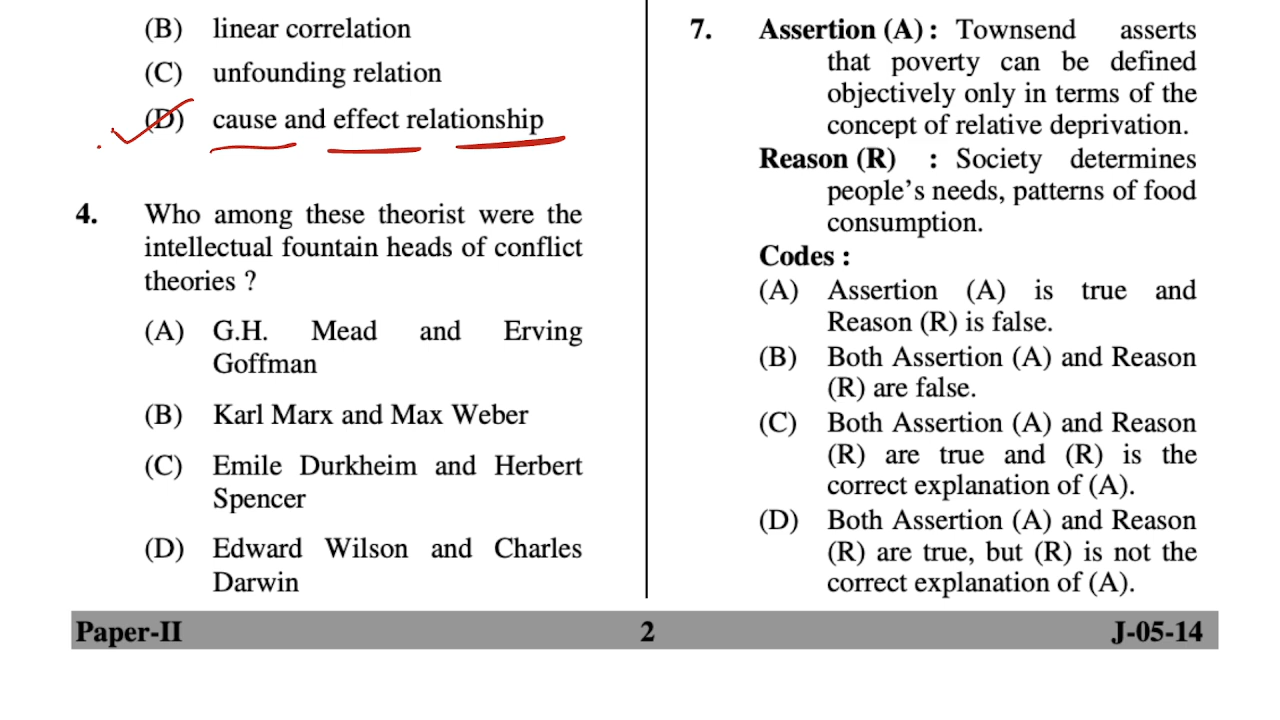 (B) linear correlation
(C) unfounding relation
(D) cause and effect relationship
4. Who among these theorist were the
intellectual fountain heads of conflict
theories ?
(A) G.H. Mead and Erving
Goffman
(B) Karl Marx and Max Weber
(C) Emile Durkheim and Herbert
Spencer
(D) Edward Wilson and Charles
Darwin
7. Assertion (A) : Townsend asserts
that poverty can be defined
objectively only in terms of the
concept of relative deprivation.
Reason (R) : Society determines
people's needs, patterns of food
consumption.
Codes :
(A) Assertion (A) is true and
Reason (R) is false.
(B) Both Assertion (A) and Reason
(R) are false.
(C) Both Assertion (A) and Reason
(R) are true and (R) is the
correct explanation of (A).
(D) Both Assertion (A) and Reason
(R) are true, but (R) is not the
correct explanation of (A).
Paper-II 2 J-05-14